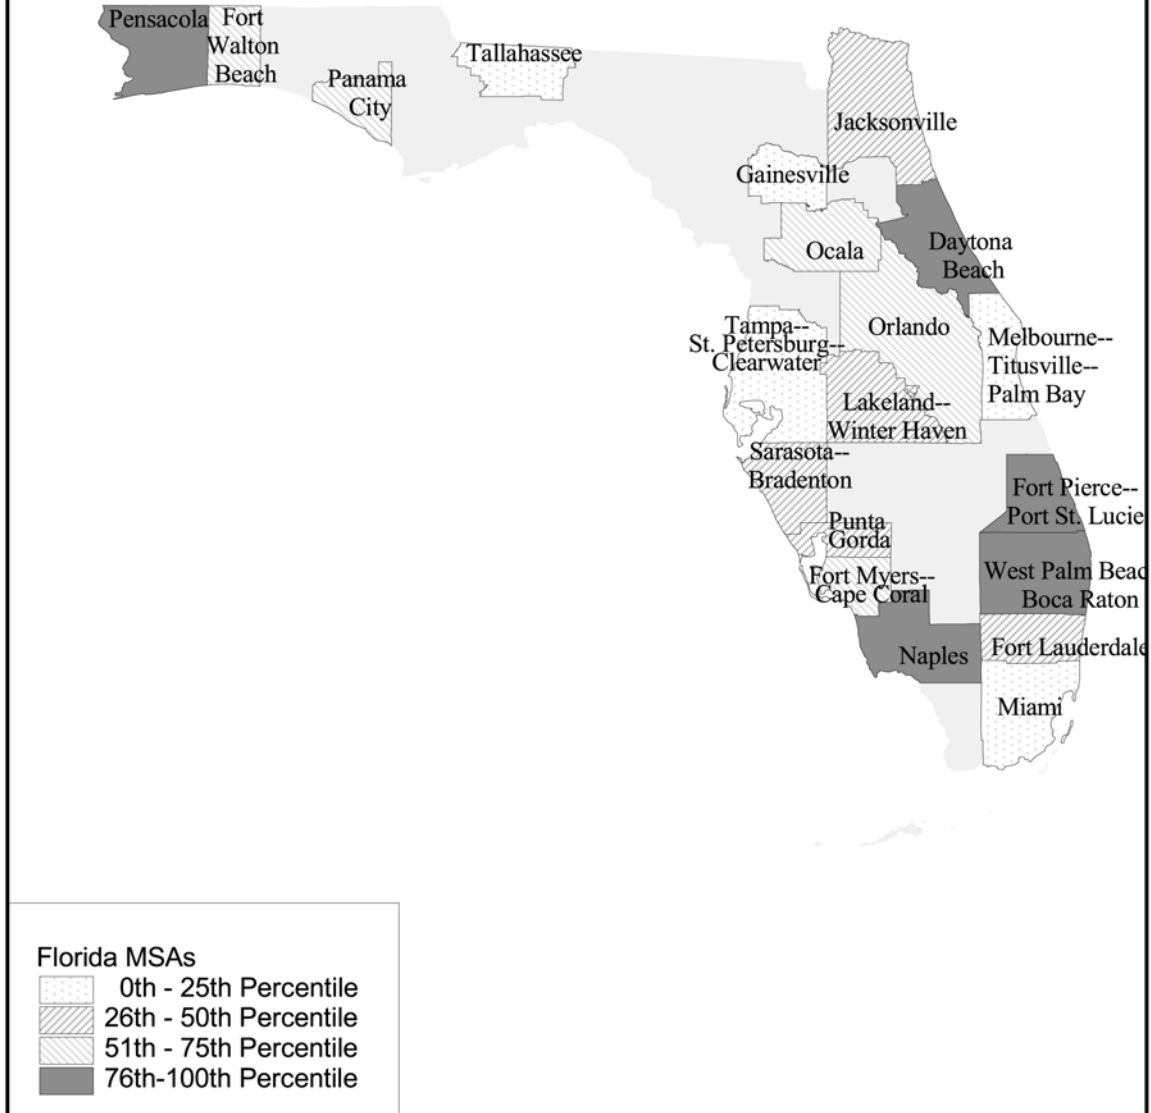 Pensacola
Fort
Walton
Beach
Panama
City
Tallahassee
Jacksonville
Gainesville
Ocala
Daytona
Beach
Orlando
Tampa--
St. Petersburg--
Clearwater
Melbourne--
Titusville--
Palm Bay
Lakeland--
Winter Haven
Sarasota--
Bradenton
Fort Pierce--
Port St. Lucie
Punta
Gorda
Fort Myers--
Cape Coral
West Palm Beac
Boca Raton
Naples
Fort Lauderdale
Miami
Florida MSAs
0th - 25th Percentile
26th - 50th Percentile
51th - 75th Percentile
76th-100th Percentile